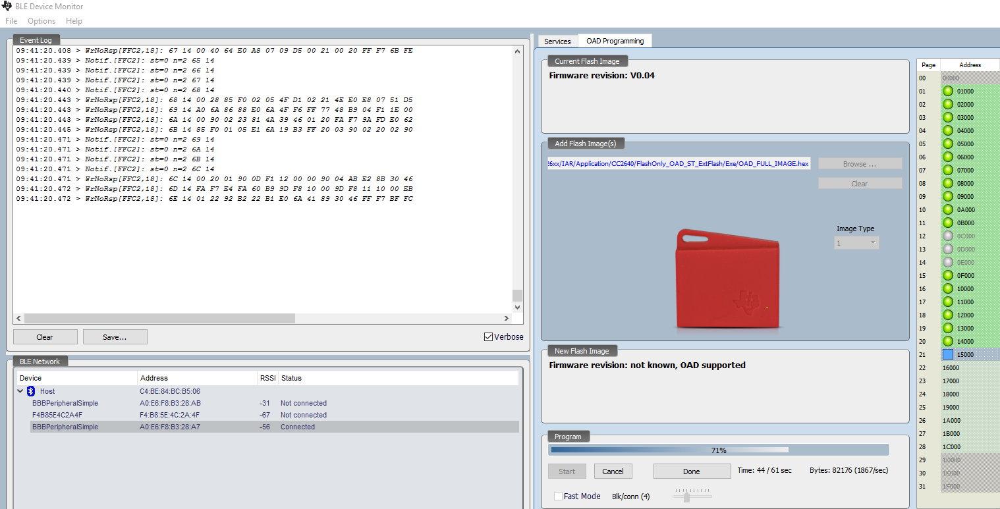 BLE Device Monitor
File Options Help
Event Log
09:41:20.408 > WrNoRsp[FFC2,18]: 67 14 00 40 64 E0 A8 07 09 D5 00 21 00 20 FF F7 6B FE
09:41:20.439 > Notif.[FFC2]: st=0 n=2 65 14
09:41:20.439 > Notif.[FFC2]: st=0 n=2 66 14
09:41:20.439 > Notif.[FFC2]: st=0 n=2 67 14
09:41:20.440 > Notif.[FFC2]: st=0 n=2 68 14
09:41:20.443 > WrNoRsp[FFC2,18]: 68 14 00 28 85 F0 02 05 4F D1 02 21 4E E0 E8 07 51 D5
09:41:20.443 > WrNoRsp[FFC2,18]: 69 14 A0 6A 86 88 E0 6A 4F F6 FF 77 48 B9 04 F1 1E 00
09:41:20.443 > WrNoRsp[FFC2,18]: 6A 14 00 90 02 23 81 4A 39 46 01 20 FA F7 9A FD E0 62
09:41:20.445 > WrNoRsp[FFC2,18]: 6B 14 85 F0 01 05 E1 6A 19 B3 FF 20 03 90 02 20 02 90
09:41:20.471 > Notif.[FFC2]: st=0 n=2 69 14
09:41:20.471 > Notif.[FFC2]: st=0 n=2 6A 14
09:41:20.471 > Notif.[FFC2]: st=0 n=2 6B 14
09:41:20.471 > Notif.[FFC2]: st=0 n=2 6C 14
09:41:20.471 > WrNoRsp[FFC2,18]: 6C 14 00 20 01 90 0D F1 12 00 00 90 04 AB E2 8B 30 46
09:41:20.472 > WrNoRsp[FFC2,18]: 6D 14 FA F7 E4 FA 60 B9 9D F8 10 00 9D F8 11 10 00 EB
09:41:20.472 > WrNoRsp[FFC2,18]: 6E 14 01 22 92 B2 22 B1 E0 6A 41 89 30 46 FF F7 BF FC
Clear Save... Verbose
BLE Network
Device Address RSSI Status
Host C4:BE:84:BC:B5:06
BBBPeripheralSimple A0:E6:F8:B3:28:AB -31 Not connected
F4B85E4C2A4F F4:B8:5E:4C:2A:4F -67 Not connected
BBBPeripheralSimple A0:E6:F8:B3:28:A7 -56 Connected
Services OAD Programming
Current Flash Image
Firmware revision: V0.04
Add Flash Image(s)
26xx/IAR/Application/CC2640/FlashOnly_OAD_ST_ExtFlash/Exe/OAD_FULL_IMAGE.hex Browse ...
Clear
Image Type
1
New Flash Image
Firmware revision: not known, OAD supported
Program
71%
Start Cancel Done Time: 44 / 61 sec Bytes: 82176 (1867/sec)
Fast Mode Blk/conn (4)
Page Address
00 00000
01 01000
02 02000
03 03000
04 04000
05 05000
06 06000
07 07000
08 08000
09 09000
10 0A000
11 0B000
12 0C000
13 0D000
14 0E000
15 0F000
16 10000
17 11000
18 12000
19 13000
20 14000
21 15000
22 16000
23 17000
24 18000
25 19000
26 1A000
27 1B000
28 1C000
29 1D000
30 1E000
31 1F000